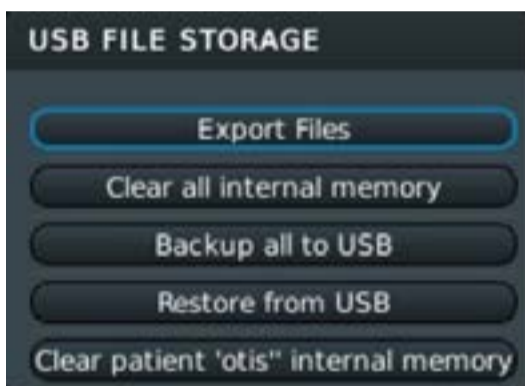 USB FILE STORAGE
Export Files
Clear all internal memory
Backup all to USB
Restore from USB
Clear patient 'otis'' internal memory